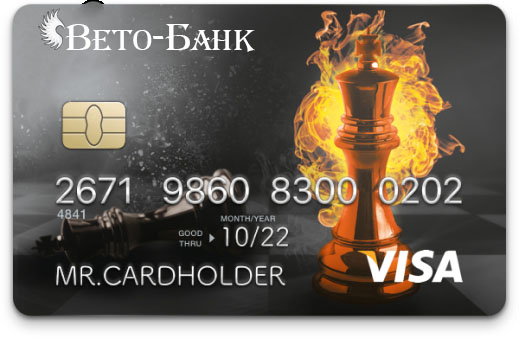 Вето-Банк
2671 9860 8300 0202
4841
MONTH/YEAR
GOOD THRU ▸ 10/22
MR.CARDHOLDER
VISA